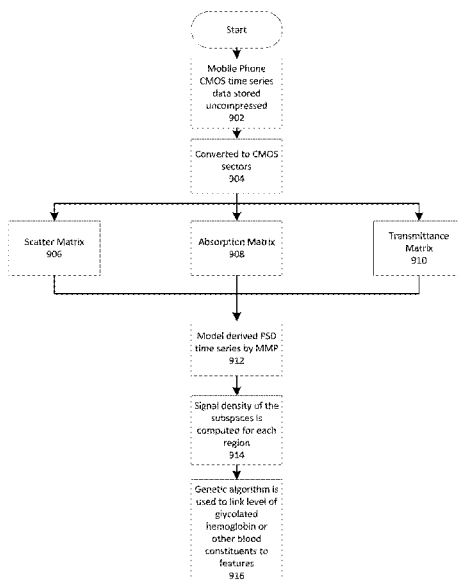 Start
Mobile Phone
CMOS time series
data stored
uncompressed
902
Converted to CMOS
sectors
904
Scatter Matrix
906
Absorption Matrix
908
Transmittance
Matrix
910
Model derived PSD
time series by MMP
912
Signal density of the
subspaces is
computed for each
region
914
Genetic algorithm is
used to link level of
glycolated
hemoglobin or
other blood
constituents to
features
916